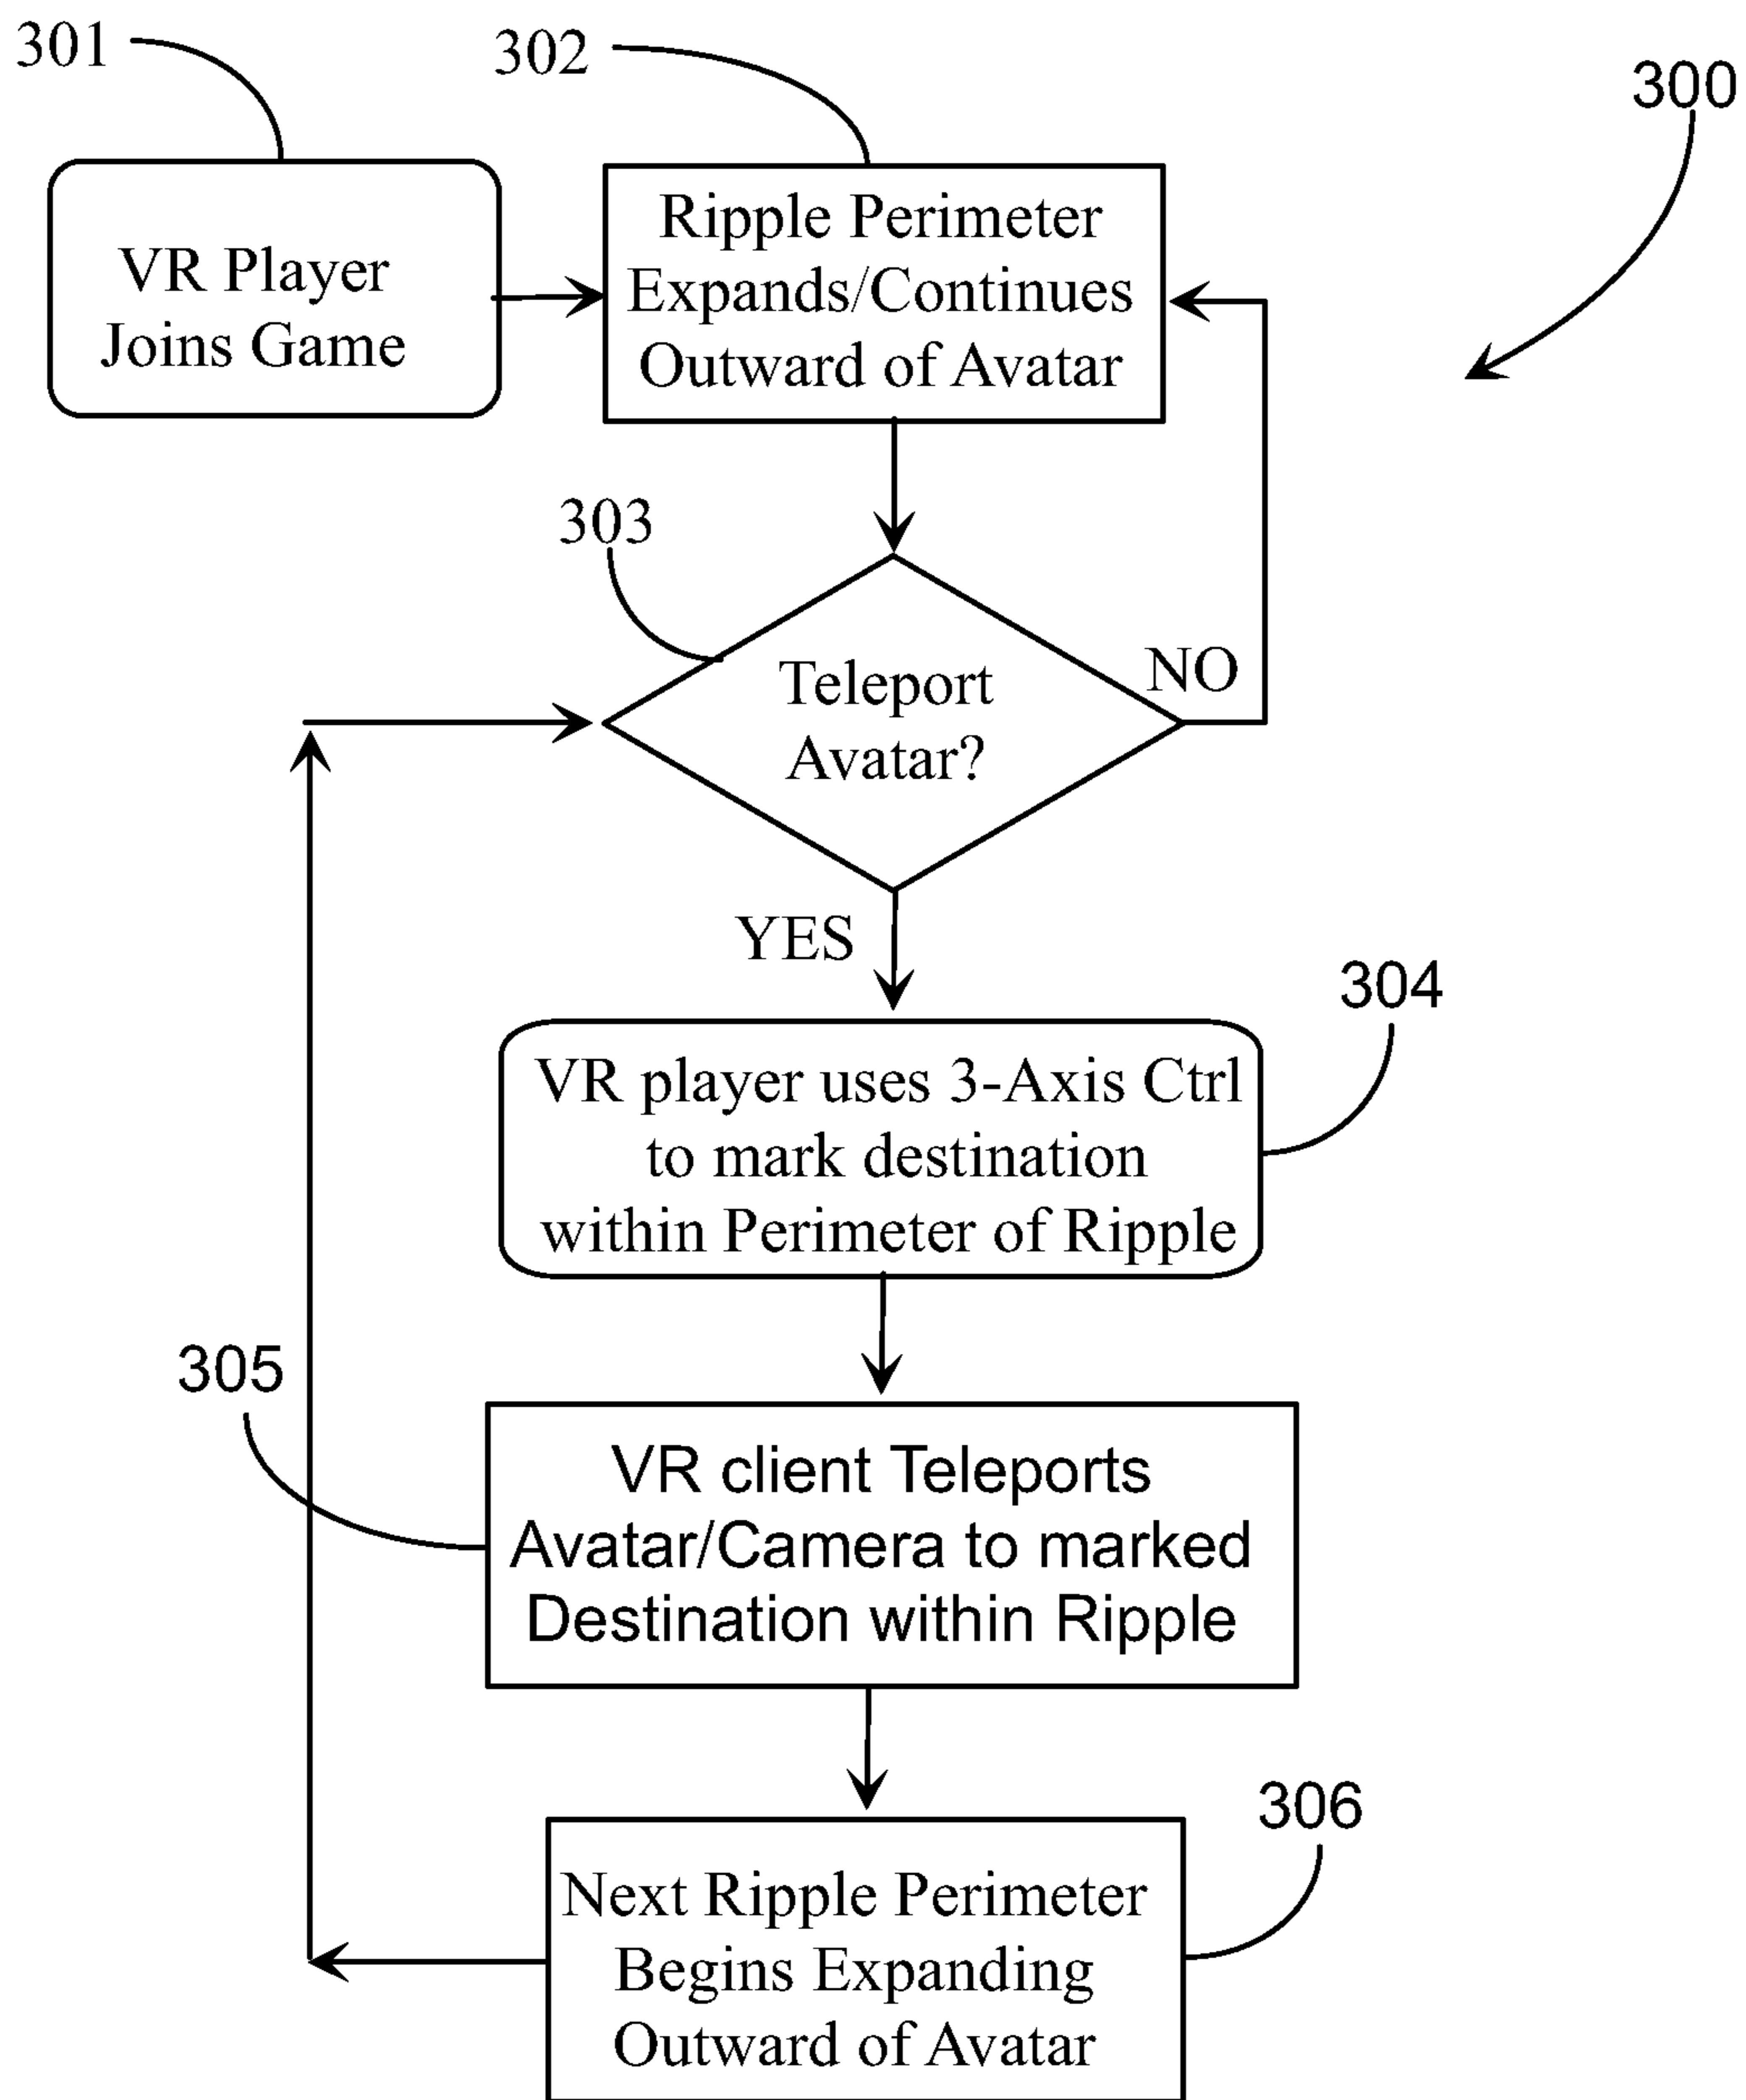 301
302
300
VR Player
Joins Game
Ripple Perimeter
Expands/Continues
Outward of Avatar
303
Teleport
Avatar?
NO
YES
304
VR player uses 3-Axis Ctrl
to mark destination
within Perimeter of Ripple
305
VR client Teleports
Avatar/Camera to marked
Destination within Ripple
306
Next Ripple Perimeter
Begins Expanding
Outward of Avatar